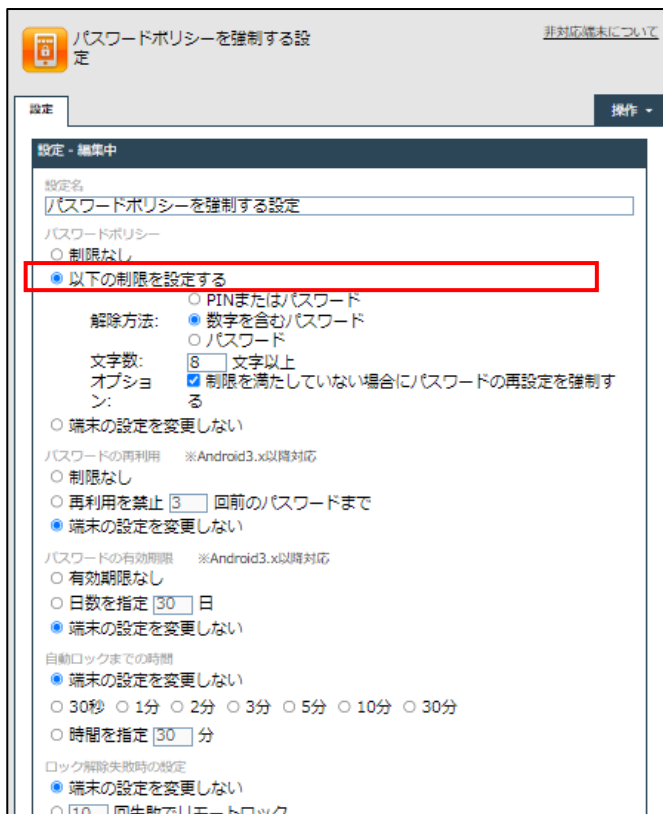 パスワードポリシーを強制する設
定
非対応端末について
設定
操作
設定 - 編集中
設定名
パスワードポリシーを強制する設定
パスワードポリシー
制限なし
以下の制限を設定する
PINまたはパスワード
解除方法: 数字を含むパスワード
パスワード
文字数: 8 文字以上
オプショ 制限を満たしていない場合にパスワードの再設定を強制す
ン: る
端末の設定を変更しない
パスワードの再利用 ※Android3.x以降対応
制限なし
再利用を禁止 3 回前のパスワードまで
端末の設定を変更しない
パスワードの有効期限 ※Android3.x以降対応
有効期限なし
日数を指定 30 日
端末の設定を変更しない
自動ロックまでの時間
端末の設定を変更しない
30秒 1分 2分 3分 5分 10分 30分
時間を指定 30 分
ロック解除失敗時の設定
端末の設定を変更しない
10 回失敗でリモートロック